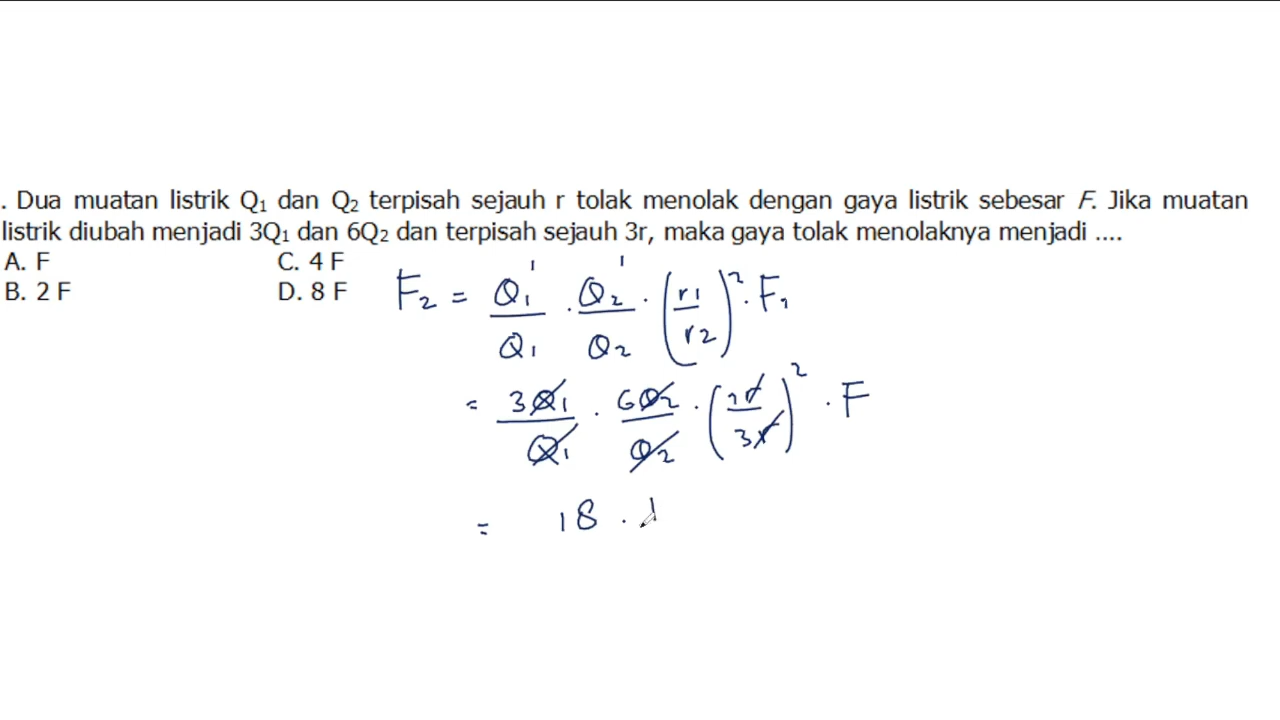 . Dua muatan listrik Q₁ dan Q₂ terpisah sejauh r tolak menolak dengan gaya listrik sebesar F. Jika muatan
listrik diubah menjadi 3Q₁ dan 6Q₂ dan terpisah sejauh 3r, maka gaya tolak menolaknya menjadi ....
A. F C. 4 F
B. 2 F D. 8 F
F₂ = Q₁'/Q₁ . Q₂'/Q₂ . (r₁/r₂)² . F₁
= 3Q₁/Q₁ . 6Q₂/Q₂ . (1r/3r)² . F
= 18 . 1